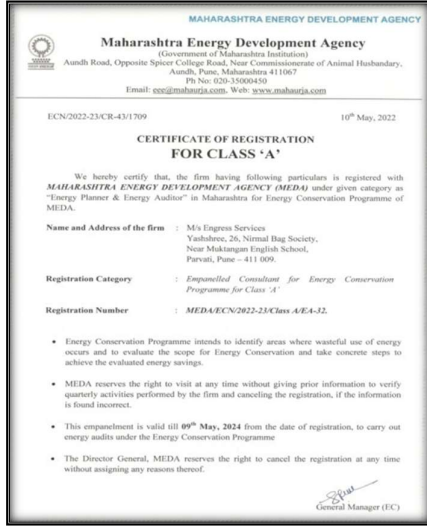 MAHARASHTRA ENERGY DEVELOPMENT AGENCY
Maharashtra Energy Development Agency
(Government of Maharashtra Institution)
Aundh Road, Opposite Spicer College Road, Near Commissionerate of Animal Husbandary,
Aundh, Pune, Maharashtra 411067
Ph No: 020-35000450
Email: eee@mahaurja.com, Web: www.mahaurja.com
ECN/2022-23/CR-43/1709 10th May, 2022
CERTIFICATE OF REGISTRATION
FOR CLASS 'A'
We hereby certify that, the firm having following particulars is registered with
MAHARASHTRA ENERGY DEVELOPMENT AGENCY (MEDA) under given category as
"Energy Planner & Energy Auditor" in Maharashtra for Energy Conservation Programme of
MEDA.
Name and Address of the firm : M/s Engress Services
Yashshree, 26, Nirmal Bag Society,
Near Muktangan English School,
Parvati, Pune – 411 009.
Registration Category : Empanelled Consultant for Energy Conservation
Programme for Class 'A'
Registration Number : MEDA/ECN/2022-23/Class A/EA-32.
• Energy Conservation Programme intends to identify areas where wasteful use of energy
occurs and to evaluate the scope for Energy Conservation and take concrete steps to
achieve the evaluated energy savings.
• MEDA reserves the right to visit at any time without giving prior information to verify
quarterly activities performed by the firm and canceling the registration, if the information
is found incorrect.
• This empanelment is valid till 09th May, 2024 from the date of registration, to carry out
energy audits under the Energy Conservation Programme
• The Director General, MEDA reserves the right to cancel the registration at any time
without assigning any reasons thereof.
General Manager (EC)